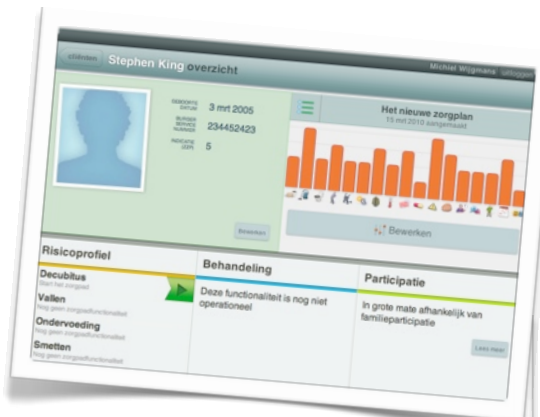 cliënten
Stephen King overzicht
Michiel Wijgmans uitloggen
GEBOORTE DATUM
3 mrt 2005
BURGER SERVICE NUMMER
234452423
INDICATIE (ZZP)
5
Bewerken
Het nieuwe zorgplan
15 mrt 2010 aangemaakt
Bewerken
Risicoprofiel
Decubitus
Start het zorgpad
Vallen
Nog geen zorgpadfunctionaliteit
Ondervoeding
Nog geen zorgpadfunctionaliteit
Smetten
Nog geen zorgpadfunctionaliteit
Behandeling
Deze functionaliteit is nog niet
operationeel
Participatie
In grote mate afhankelijk van
familieparticipatie
Lees meer